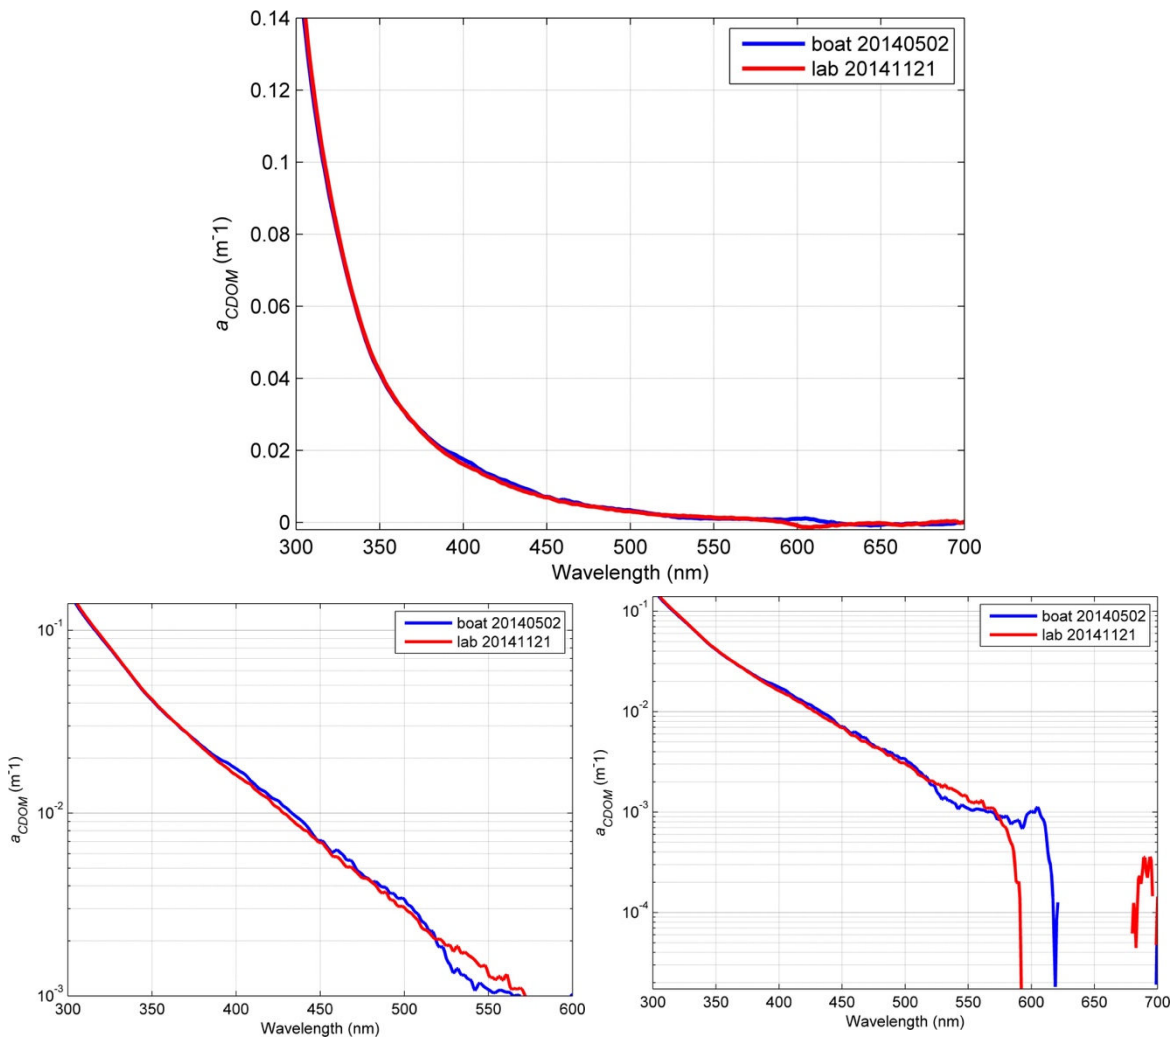 0.14
0.12
0.1
0.08
0.06
0.04
0.02
0
a_CDOM (m^-1)
boat 20140502
lab 20141121
300 350 400 450 500 550 600 650 700
Wavelength (nm)
10^-1
10^-2
10^-3
a_CDOM (m^-1)
boat 20140502
lab 20141121
300 350 400 450 500 550 600
Wavelength (nm)
10^-1
10^-2
10^-3
10^-4
a_CDOM (m^-1)
boat 20140502
lab 20141121
300 350 400 450 500 550 600 650 700
Wavelength (nm)